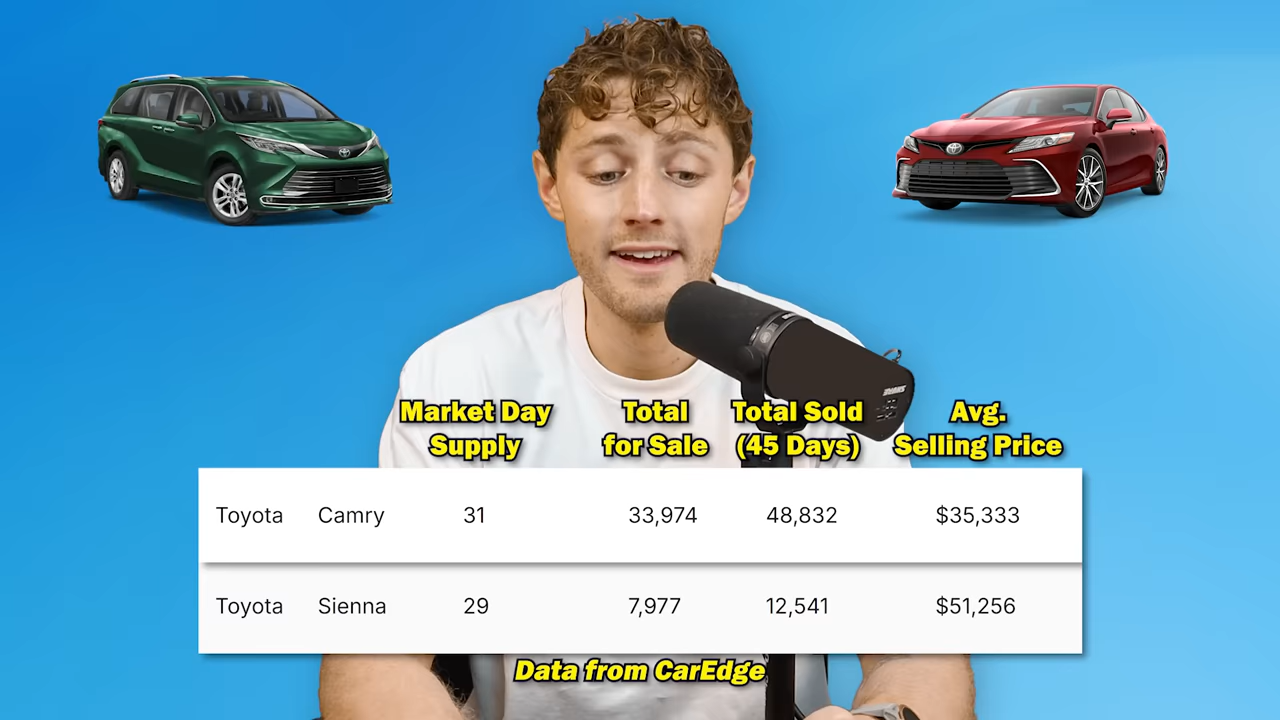 Market Day Supply
Total for Sale
Total Sold (45 Days)
Avg. Selling Price
Toyota Camry 31 33,974 48,832 $35,333
Toyota Sienna 29 7,977 12,541 $51,256
Data from CarEdge